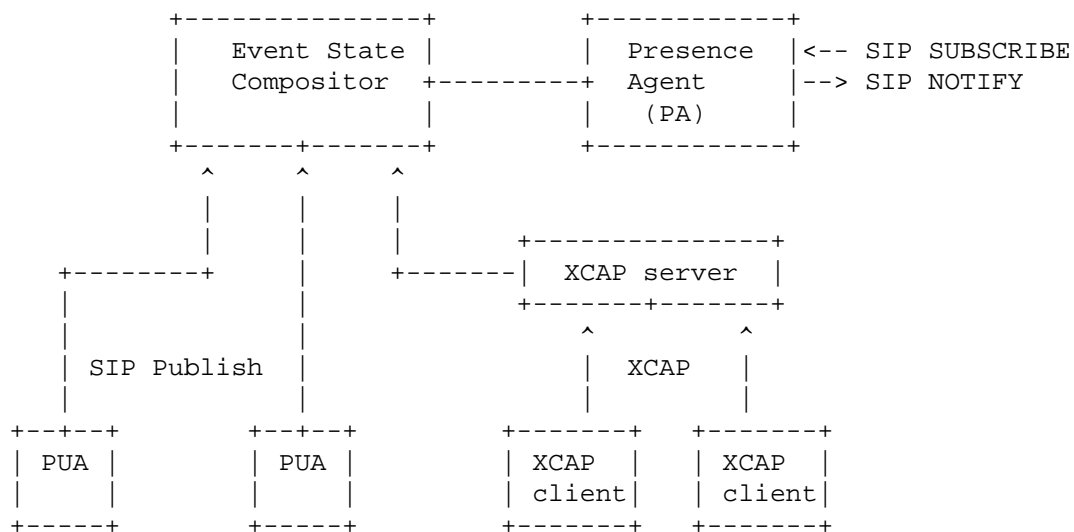 Event State
Compositor
Presence
Agent
(PA)
<-- SIP SUBSCRIBE
--> SIP NOTIFY
XCAP server
SIP Publish
XCAP
PUA
PUA
XCAP
client
XCAP
client